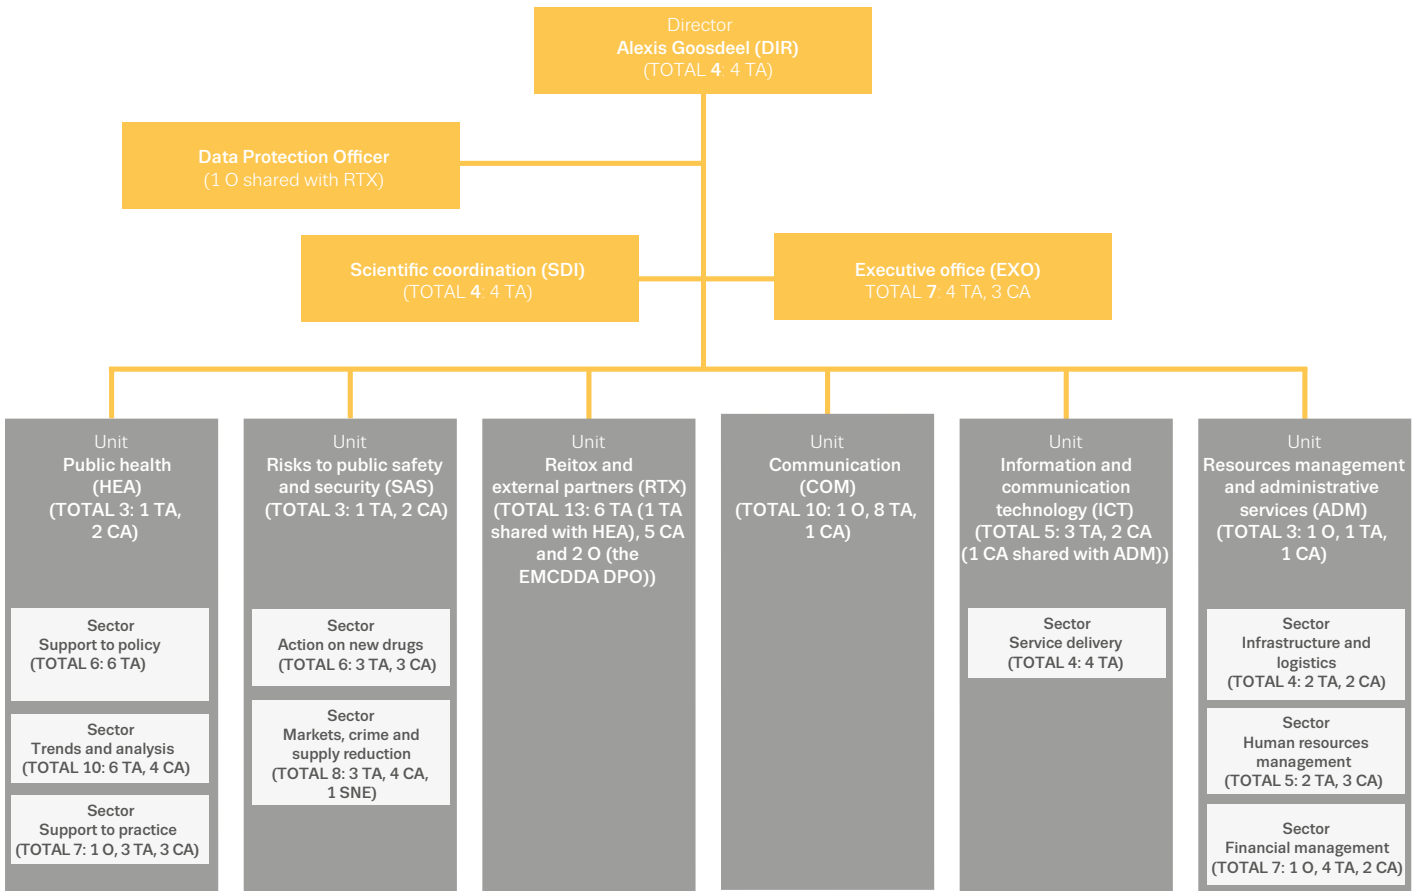 Director
Alexis Goosdeel (DIR)
(TOTAL 4: 4 TA)
Data Protection Officer
(1 O shared with RTX)
Scientific coordination (SDI)
(TOTAL 4: 4 TA)
Executive office (EXO)
TOTAL 7: 4 TA, 3 CA
Unit
Public health
(HEA)
(TOTAL 3: 1 TA,
2 CA)
Sector
Support to policy
(TOTAL 6: 6 TA)
Sector
Trends and analysis
(TOTAL 10: 6 TA, 4 CA)
Sector
Support to practice
(TOTAL 7: 1 O, 3 TA, 3 CA)
Unit
Risks to public safety
and security (SAS)
(TOTAL 3: 1 TA, 2 CA)
Sector
Action on new drugs
(TOTAL 6: 3 TA, 3 CA)
Sector
Markets, crime and
supply reduction
(TOTAL 8: 3 TA, 4 CA,
1 SNE)
Unit
Reitox and
external partners (RTX)
(TOTAL 13: 6 TA (1 TA
shared with HEA), 5 CA
and 2 O (the
EMCDDA DPO))
Unit
Communication
(COM)
(TOTAL 10: 1 O, 8 TA,
1 CA)
Unit
Information and
communication
technology (ICT)
(TOTAL 5: 3 TA, 2 CA
(1 CA shared with ADM))
Sector
Service delivery
(TOTAL 4: 4 TA)
Unit
Resources management
and administrative
services (ADM)
(TOTAL 3: 1 O, 1 TA,
1 CA)
Sector
Infrastructure and
logistics
(TOTAL 4: 2 TA, 2 CA)
Sector
Human resources
management
(TOTAL 5: 2 TA, 3 CA)
Sector
Financial management
(TOTAL 7: 1 O, 4 TA, 2 CA)